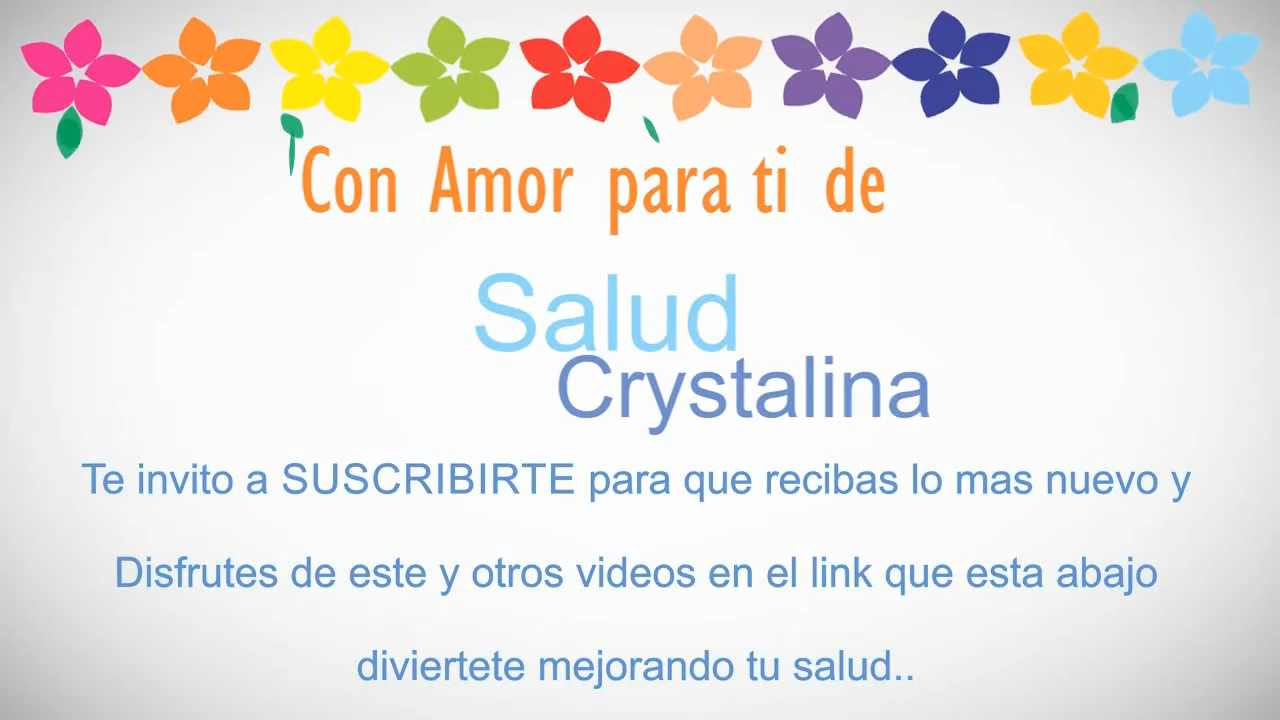 Con Amor para ti de
Salud
Crystalina
Te invito a SUSCRIBIRTE para que recibas lo mas nuevo y
Disfrutes de este y otros videos en el link que esta abajo
diviertete mejorando tu salud..